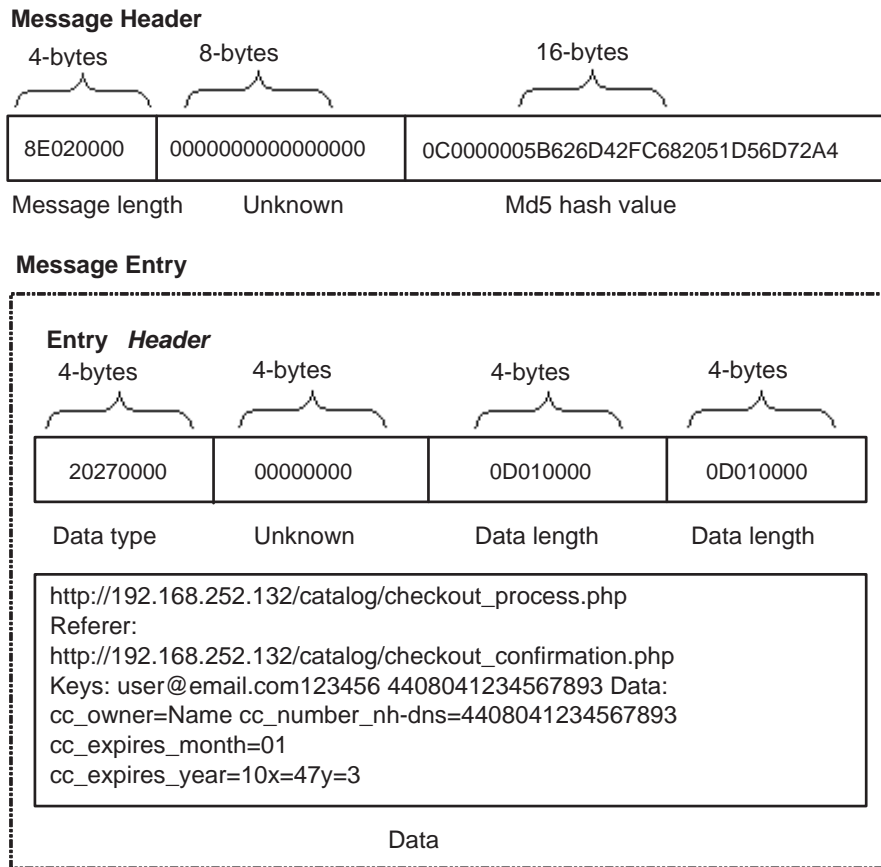 Message Header
4-bytes 8-bytes 16-bytes
8E020000 0000000000000000 0C0000005B626D42FC682051D56D72A4
Message length Unknown Md5 hash value
Message Entry
Entry Header
4-bytes 4-bytes 4-bytes 4-bytes
20270000 00000000 0D010000 0D010000
Data type Unknown Data length Data length
http://192.168.252.132/catalog/checkout_process.php
Referer:
http://192.168.252.132/catalog/checkout_confirmation.php
Keys: user@email.com123456 4408041234567893 Data:
cc_owner=Name cc_number_nh-dns=4408041234567893
cc_expires_month=01
cc_expires_year=10x=47y=3
Data